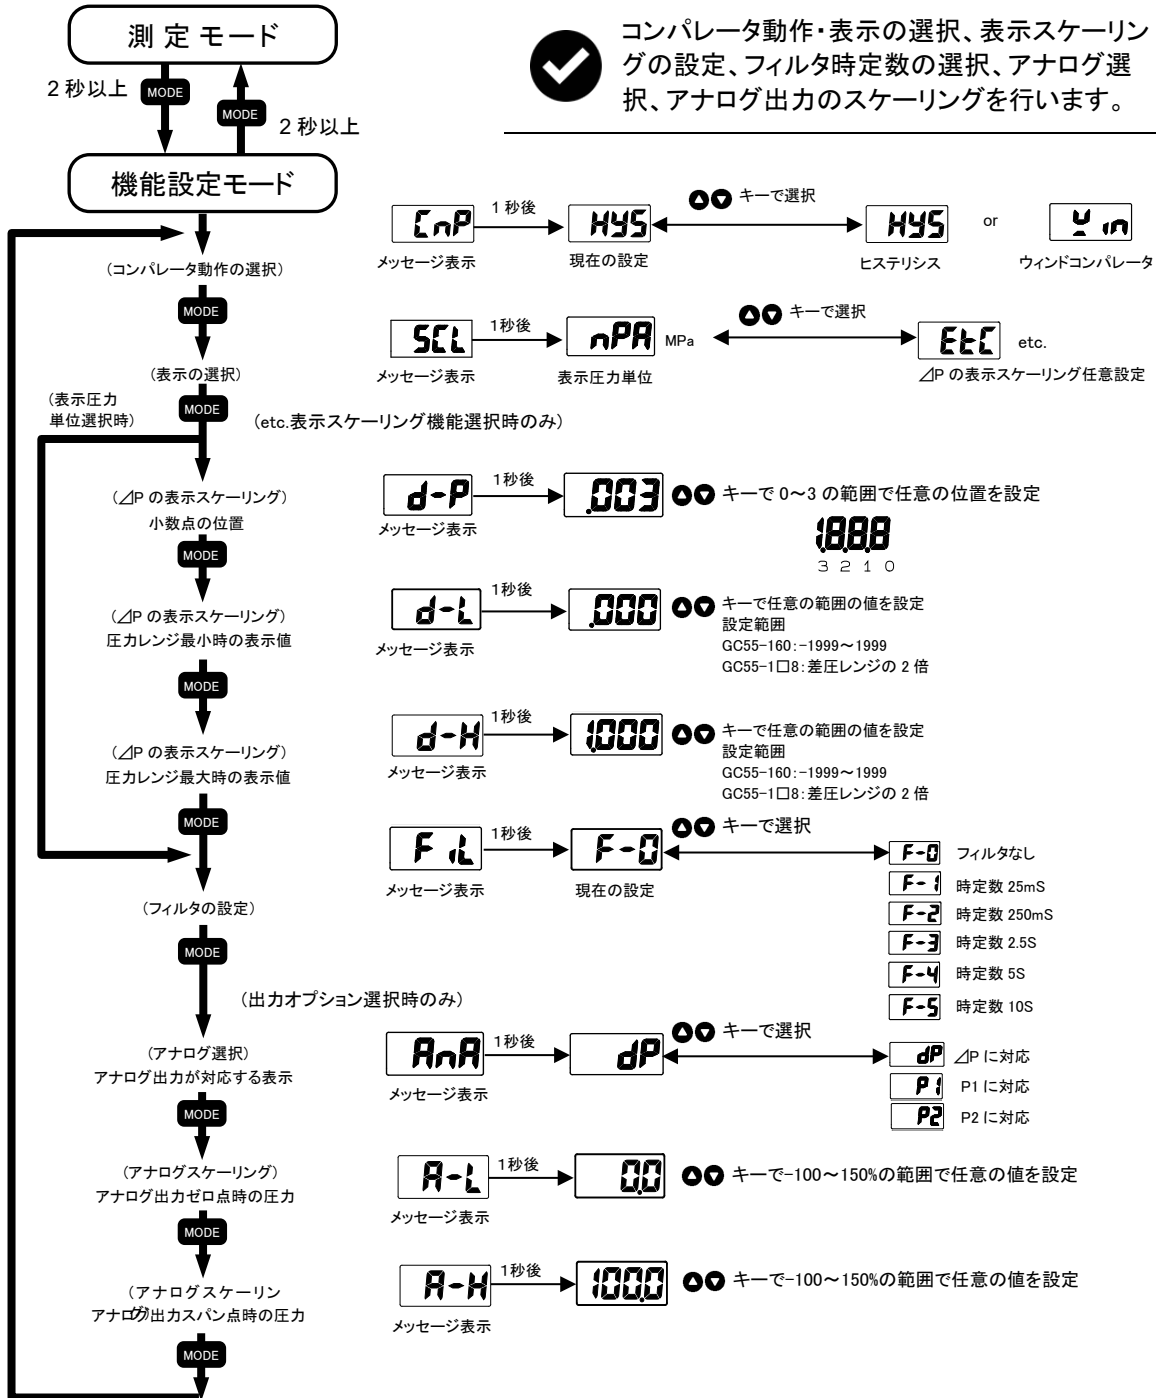 測 定 モード
2 秒以上
MODE
MODE
2 秒以上
機能設定モード
コンパレータ動作・表示の選択、表示スケーリン
グの設定、フィルタ時定数の選択、アナログ選
択、アナログ出力のスケーリングを行います。
CnP
1 秒後
HYS
キーで選択
HYS
or
Win
メッセージ表示
現在の設定
ヒステリシス
ウィンドコンパレータ
(コンパレータ動作の選択)
MODE
SCL
1秒後
nPA
MPa
キーで選択
EtC
etc.
メッセージ表示
表示圧力単位
⊿P の表示スケーリング任意設定
(表示の選択)
(表示圧力
単位選択時)
MODE
(etc.表示スケーリング機能選択時のみ)
d-P
1秒後
.003
キーで 0～3 の範囲で任意の位置を設定
メッセージ表示
1.8.8.8
3 2 1 0
(⊿P の表示スケーリング)
小数点の位置
MODE
d-L
1秒後
.000
キーで任意の範囲の値を設定
設定範囲
GC55-160：-1999～1999
GC55-1□8：差圧レンジの 2 倍
メッセージ表示
(⊿P の表示スケーリング)
圧力レンジ最小時の表示値
MODE
d-H
1秒後
1.000
キーで任意の範囲の値を設定
設定範囲
GC55-160：-1999～1999
GC55-1□8：差圧レンジの 2 倍
メッセージ表示
(⊿P の表示スケーリング)
圧力レンジ最大時の表示値
MODE
FiL
1秒後
F-0
キーで選択
メッセージ表示
現在の設定
F-0 フィルタなし
F-1 時定数 25mS
F-2 時定数 250mS
F-3 時定数 2.5S
F-4 時定数 5S
F-5 時定数 10S
(フィルタの設定)
MODE
(出力オプション選択時のみ)
AnA
1秒後
dP
キーで選択
メッセージ表示
dP ⊿P に対応
P1 P1 に対応
P2 P2 に対応
(アナログ選択)
アナログ出力が対応する表示
MODE
A-L
1秒後
0.0
キーで-100～150%の範囲で任意の値を設定
メッセージ表示
(アナログスケーリング)
アナログ出力ゼロ点時の圧力
MODE
A-H
1秒後
100.0
キーで-100～150%の範囲で任意の値を設定
メッセージ表示
(アナログスケーリン
グ)
アナログ出力スパン点時の圧力
MODE